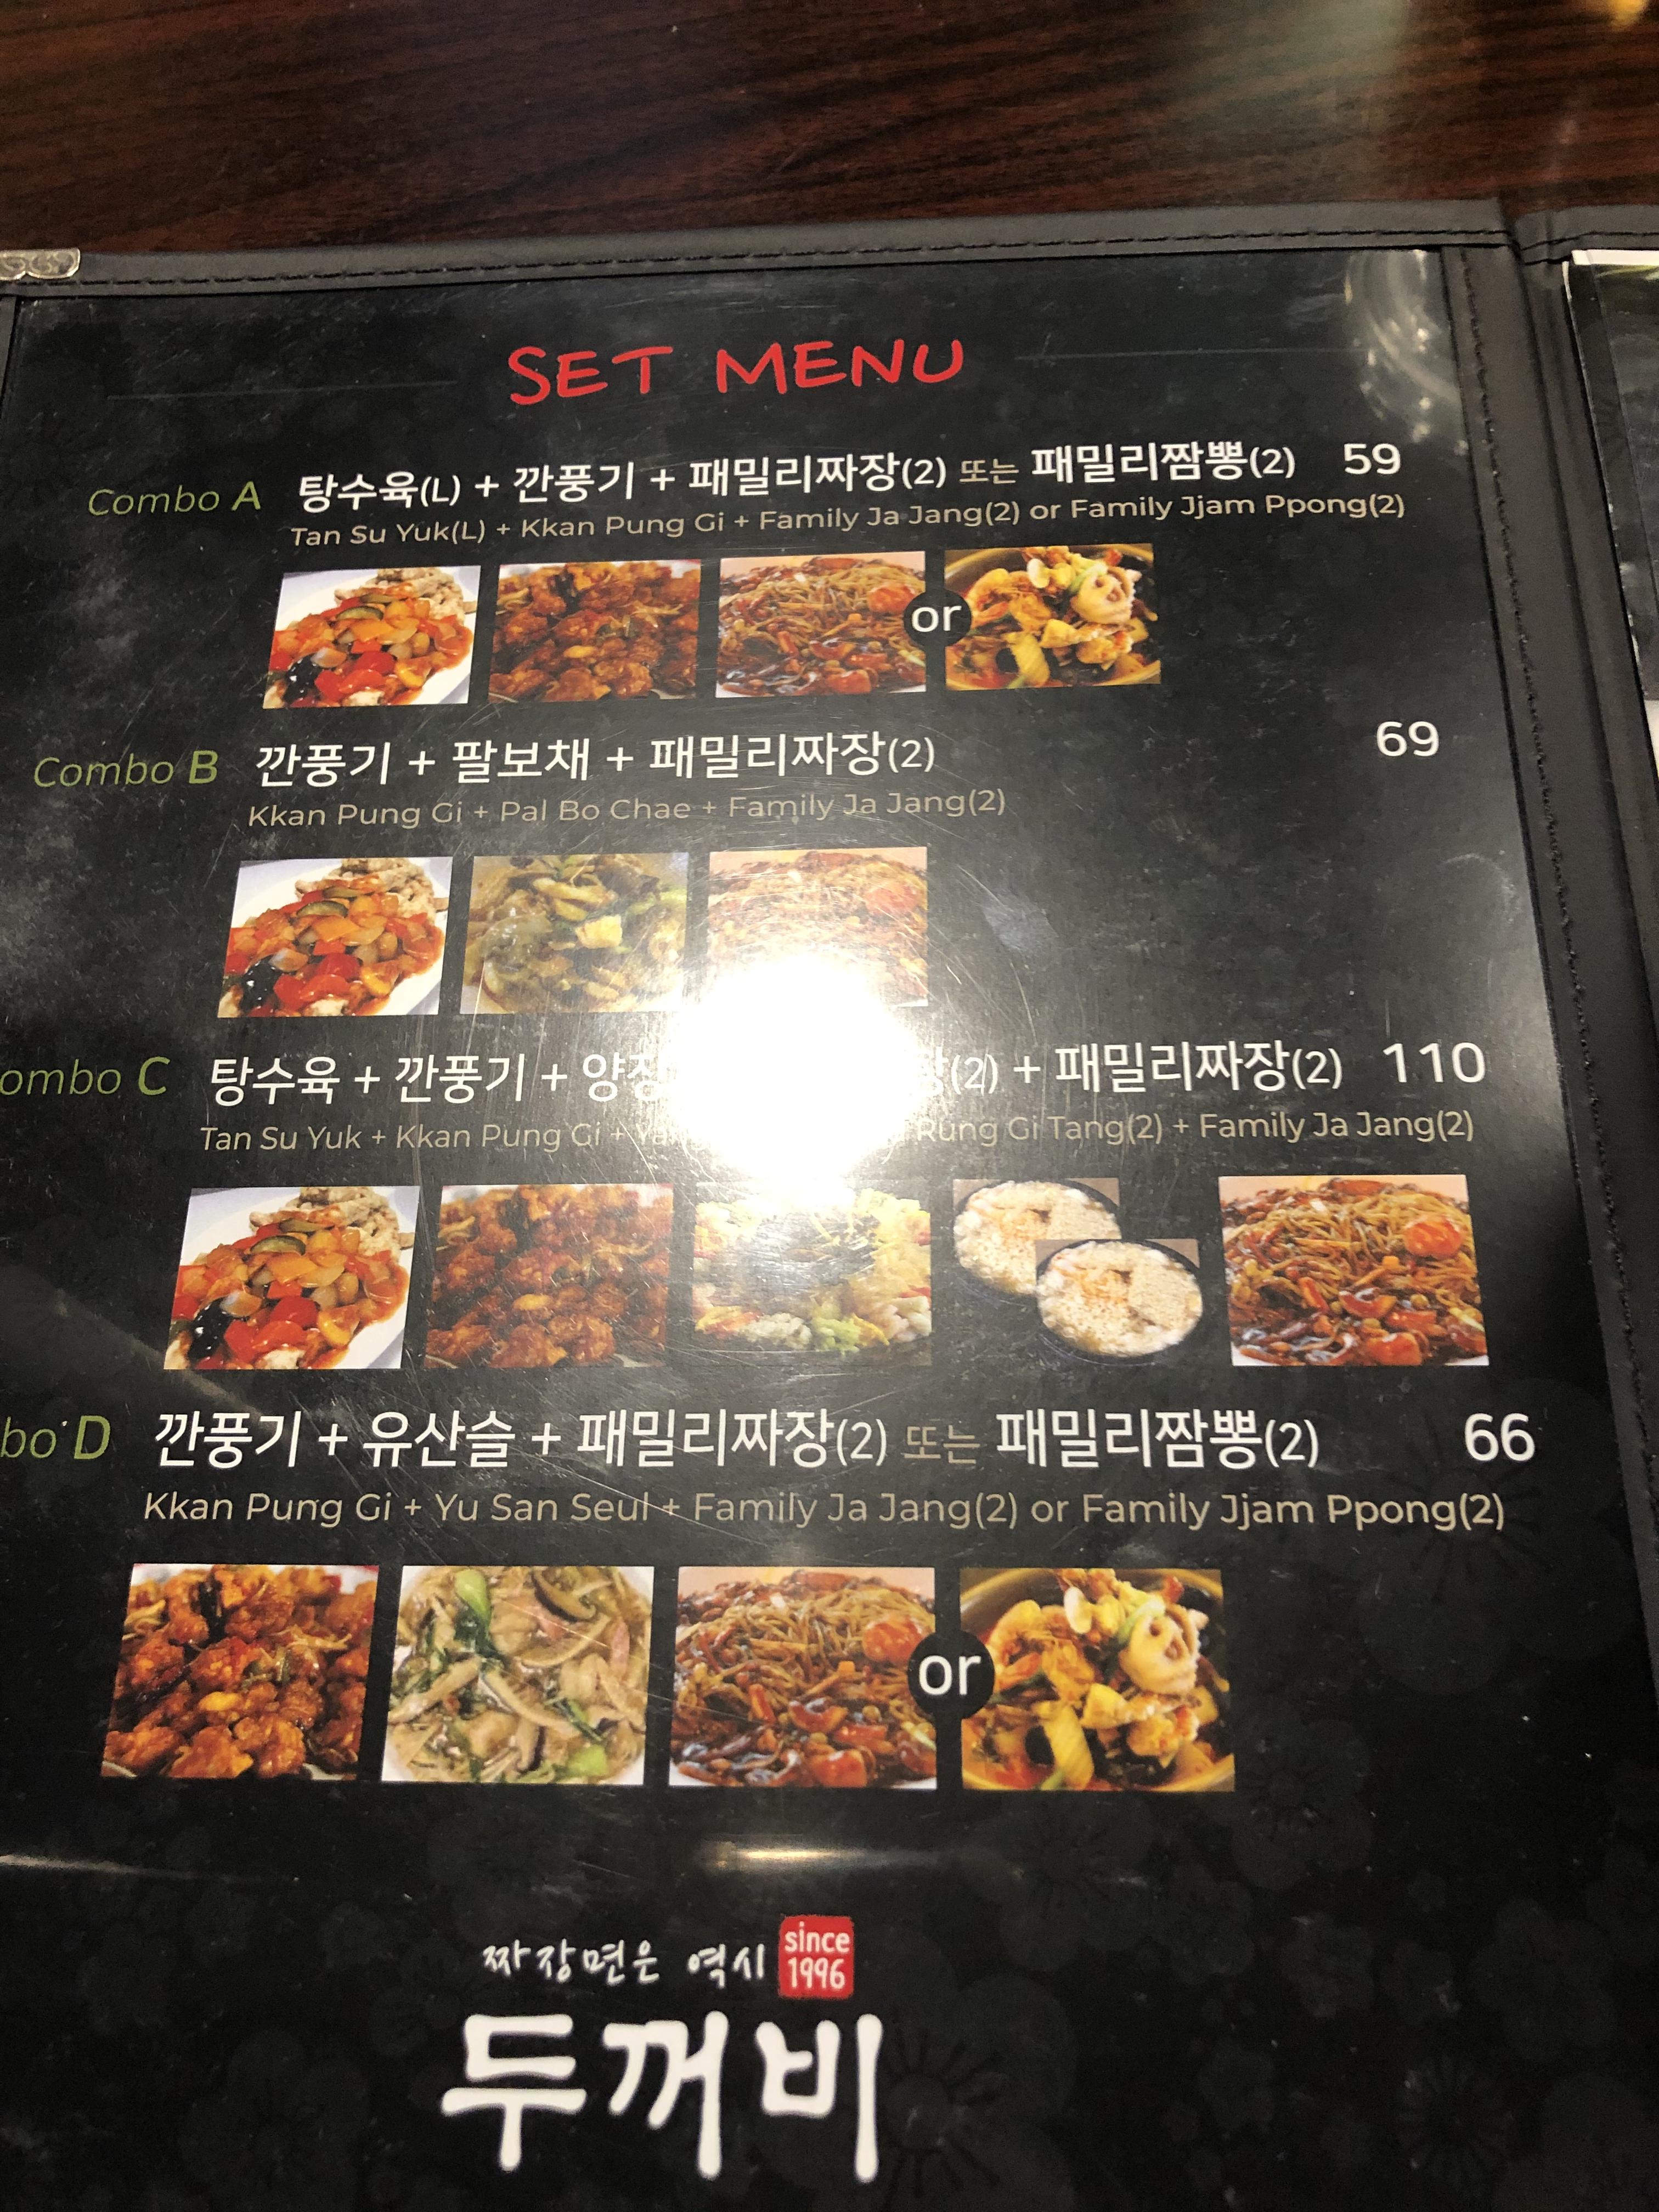 SET MENU
Combo A 탕수육(L) + 깐풍기 + 패밀리짜장(2) 또는 패밀리짬뽕(2) 59
Tan Su Yuk(L) + Kkan Pung Gi + Family Ja Jang(2) or Family Jjam Ppong(2)
or
Combo B 깐풍기 + 팔보채 + 패밀리짜장(2) 69
Kkan Pung Gi + Pal Bo Chae + Family Ja Jang(2)
ombo C 탕수육 + 깐풍기 + 양장 (2) + 패밀리짜장(2) 110
Tan Su Yuk + Kkan Pung Gi + Rung Gi Tang(2) + Family Ja Jang(2)
bo D 깐풍기 + 유산슬 + 패밀리짜장(2) 또는 패밀리짬뽕(2) 66
Kkan Pung Gi + Yu San Seul + Family Ja Jang(2) or Family Jjam Ppong(2)
or
짜장면은 역시 since 1996
두꺼비